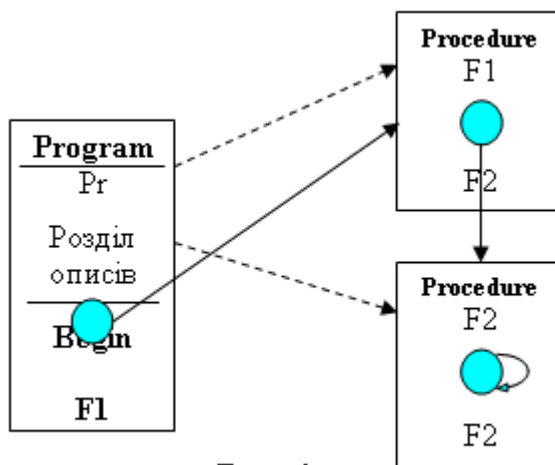 Program
Pr
Розділ
описів
Begin
F1
Procedure
F1
F2
Procedure
F2
F2